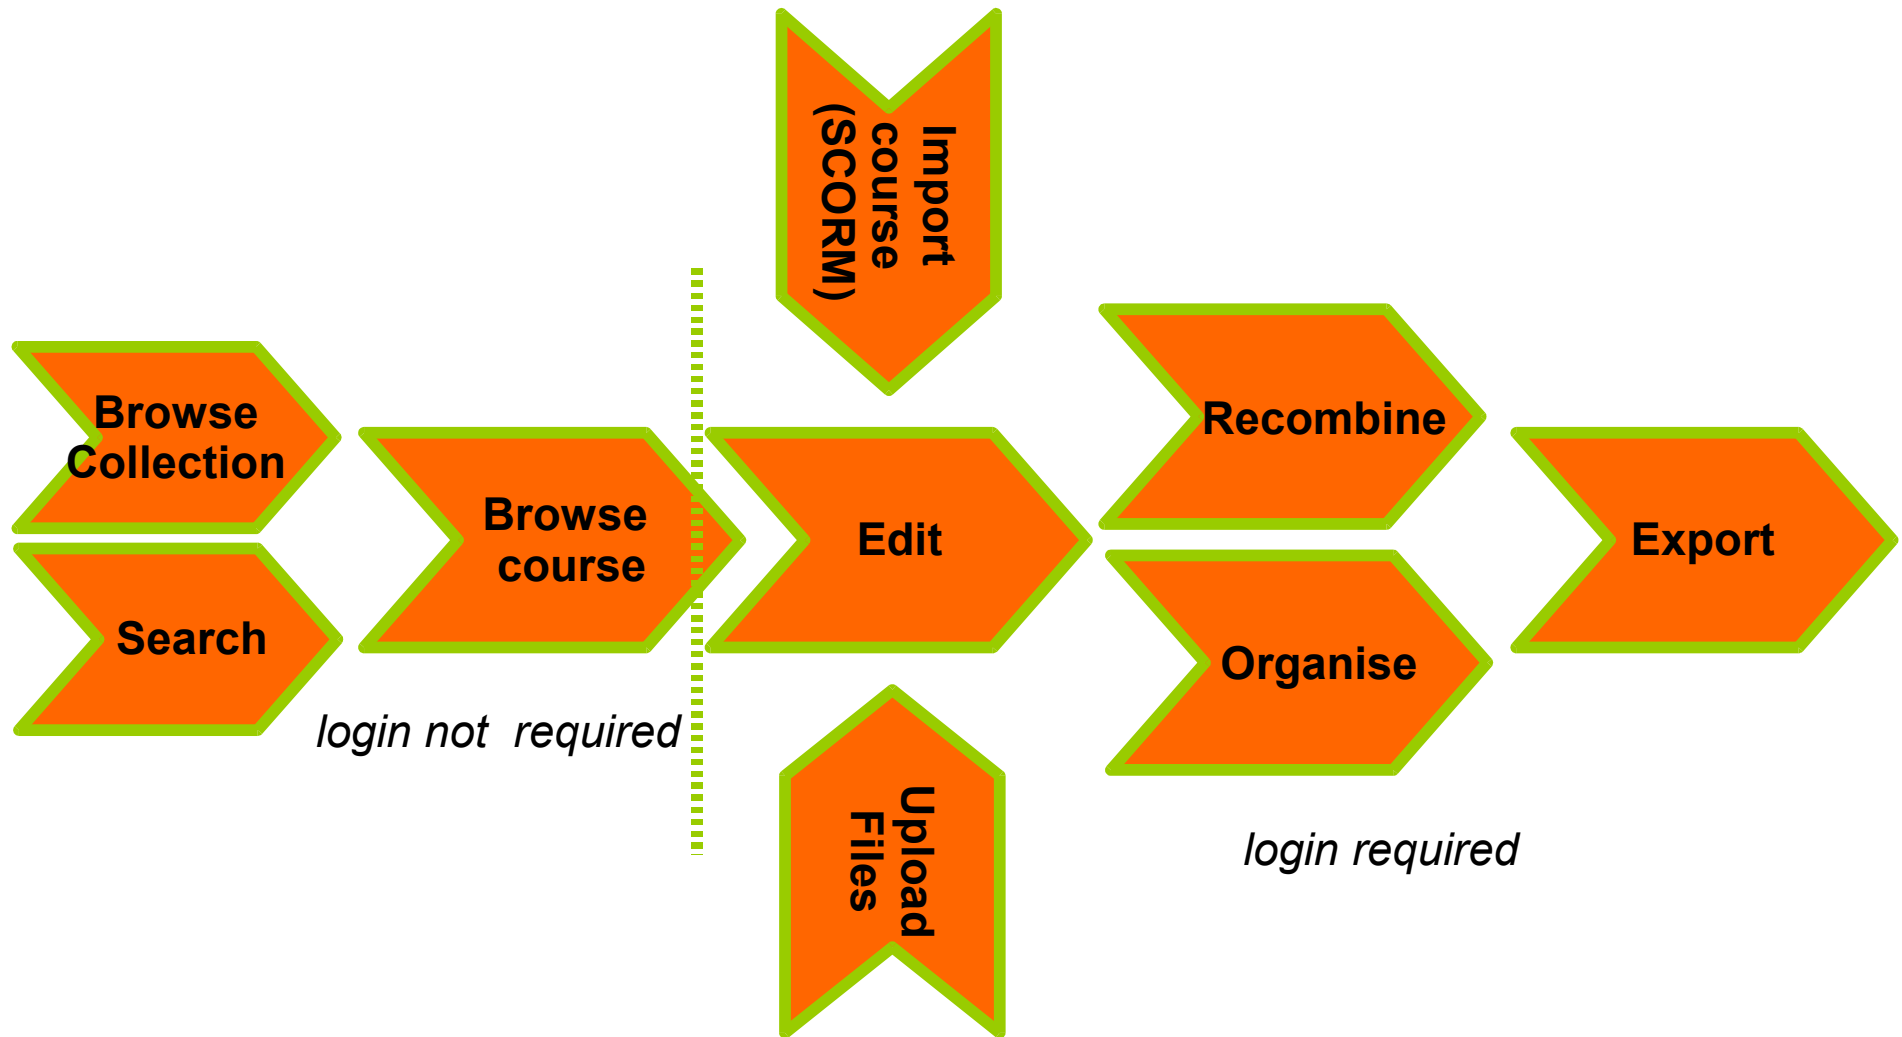 Import
course
(SCORM)
Browse
Collection
Search
Browse
course
Edit
Recombine
Organise
Export
login not  required
Upload
Files
login required